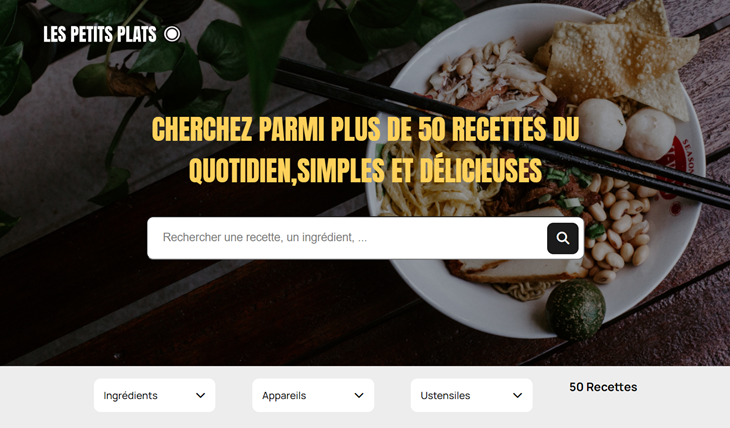 LES PETITS PLATS
CHERCHEZ PARMI PLUS DE 50 RECETTES DU
QUOTIDIEN,SIMPLES ET DÉLICIEUSES
Rechercher une recette, un ingrédient, ...
Ingrédients
Appareils
Ustensiles
50 Recettes